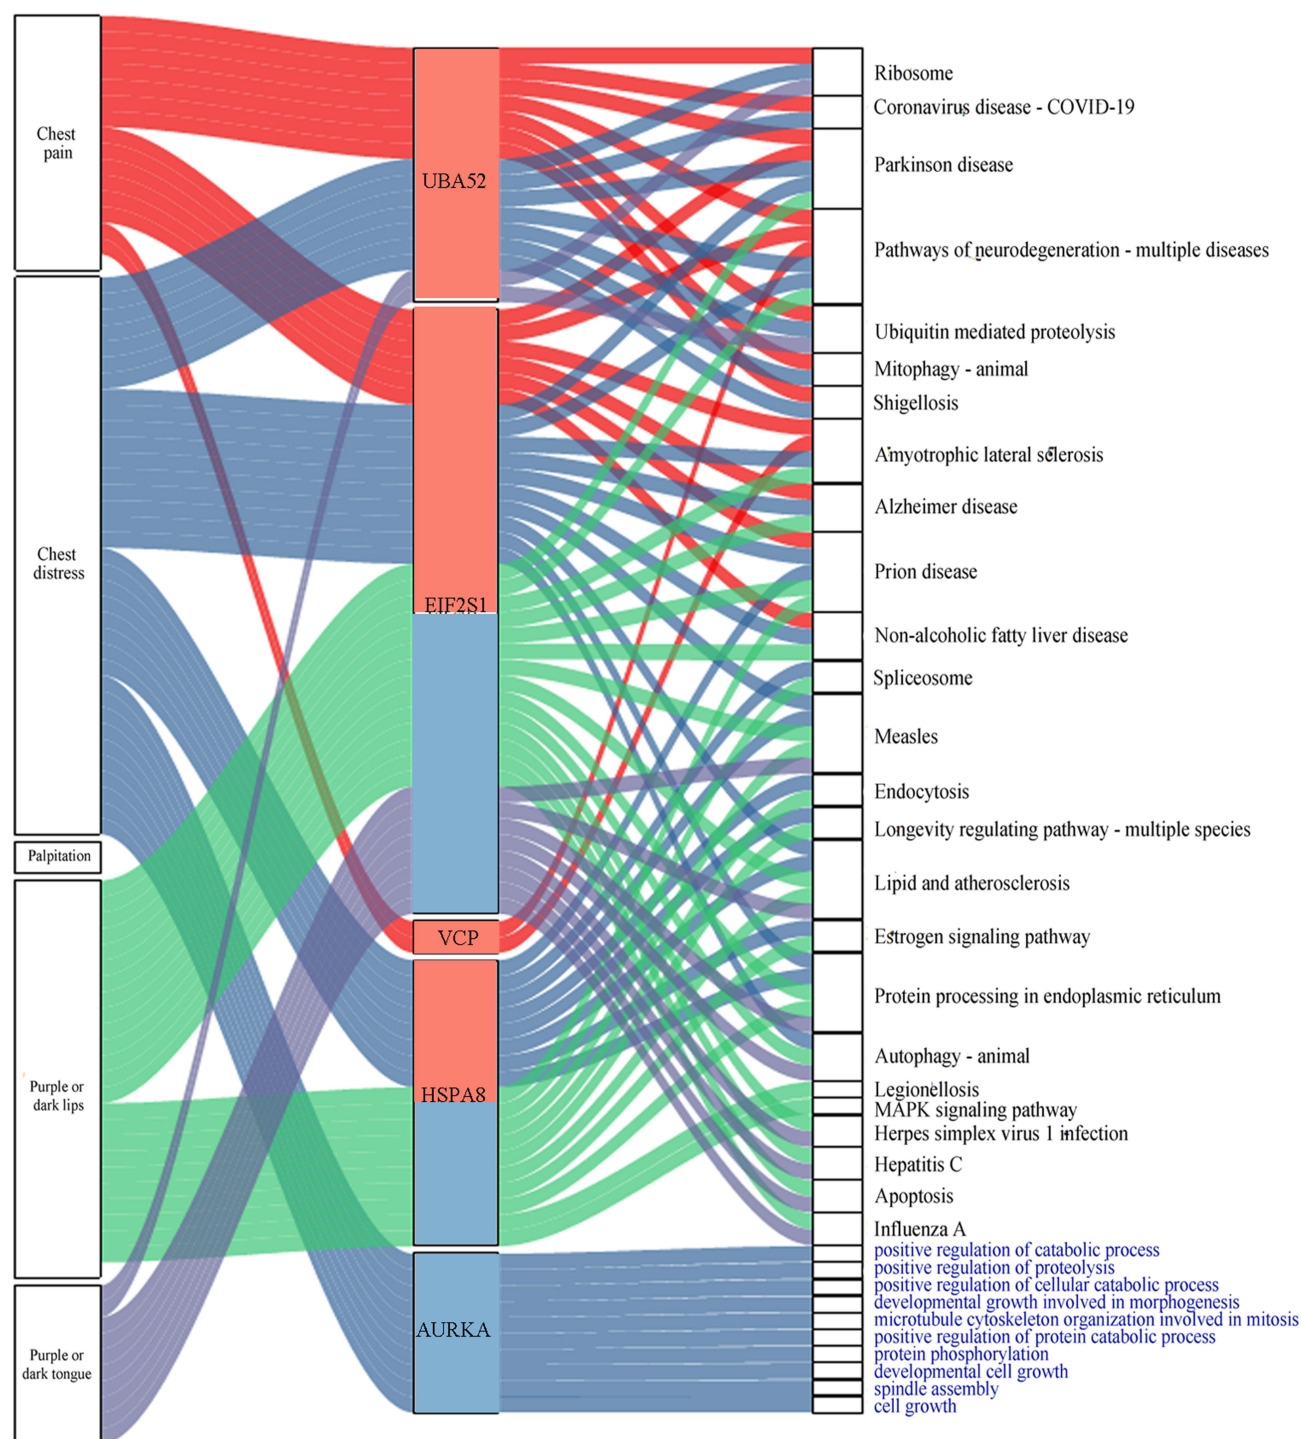 Chest
pain
Chest
distress
Palpitation
Purple or
dark lips
Purple or
dark tongue
UBA52
EIF2S1
VCP
HSPA8
AURKA
Ribosome
Coronavirus disease - COVID-19
Parkinson disease
Pathways of neurodegeneration - multiple diseases
Ubiquitin mediated proteolysis
Mitophagy - animal
Shigellosis
Amyotrophic lateral sclerosis
Alzheimer disease
Prion disease
Non-alcoholic fatty liver disease
Spliceosome
Measles
Endocytosis
Longevity regulating pathway - multiple species
Lipid and atherosclerosis
Estrogen signaling pathway
Protein processing in endoplasmic reticulum
Autophagy - animal
Legionellosis
MAPK signaling pathway
Herpes simplex virus 1 infection
Hepatitis C
Apoptosis
Influenza A
positive regulation of catabolic process
positive regulation of proteolysis
positive regulation of cellular catabolic process
developmental growth involved in morphogenesis
microtubule cytoskeleton organization involved in mitosis
positive regulation of protein catabolic process
protein phosphorylation
developmental cell growth
spindle assembly
cell growth